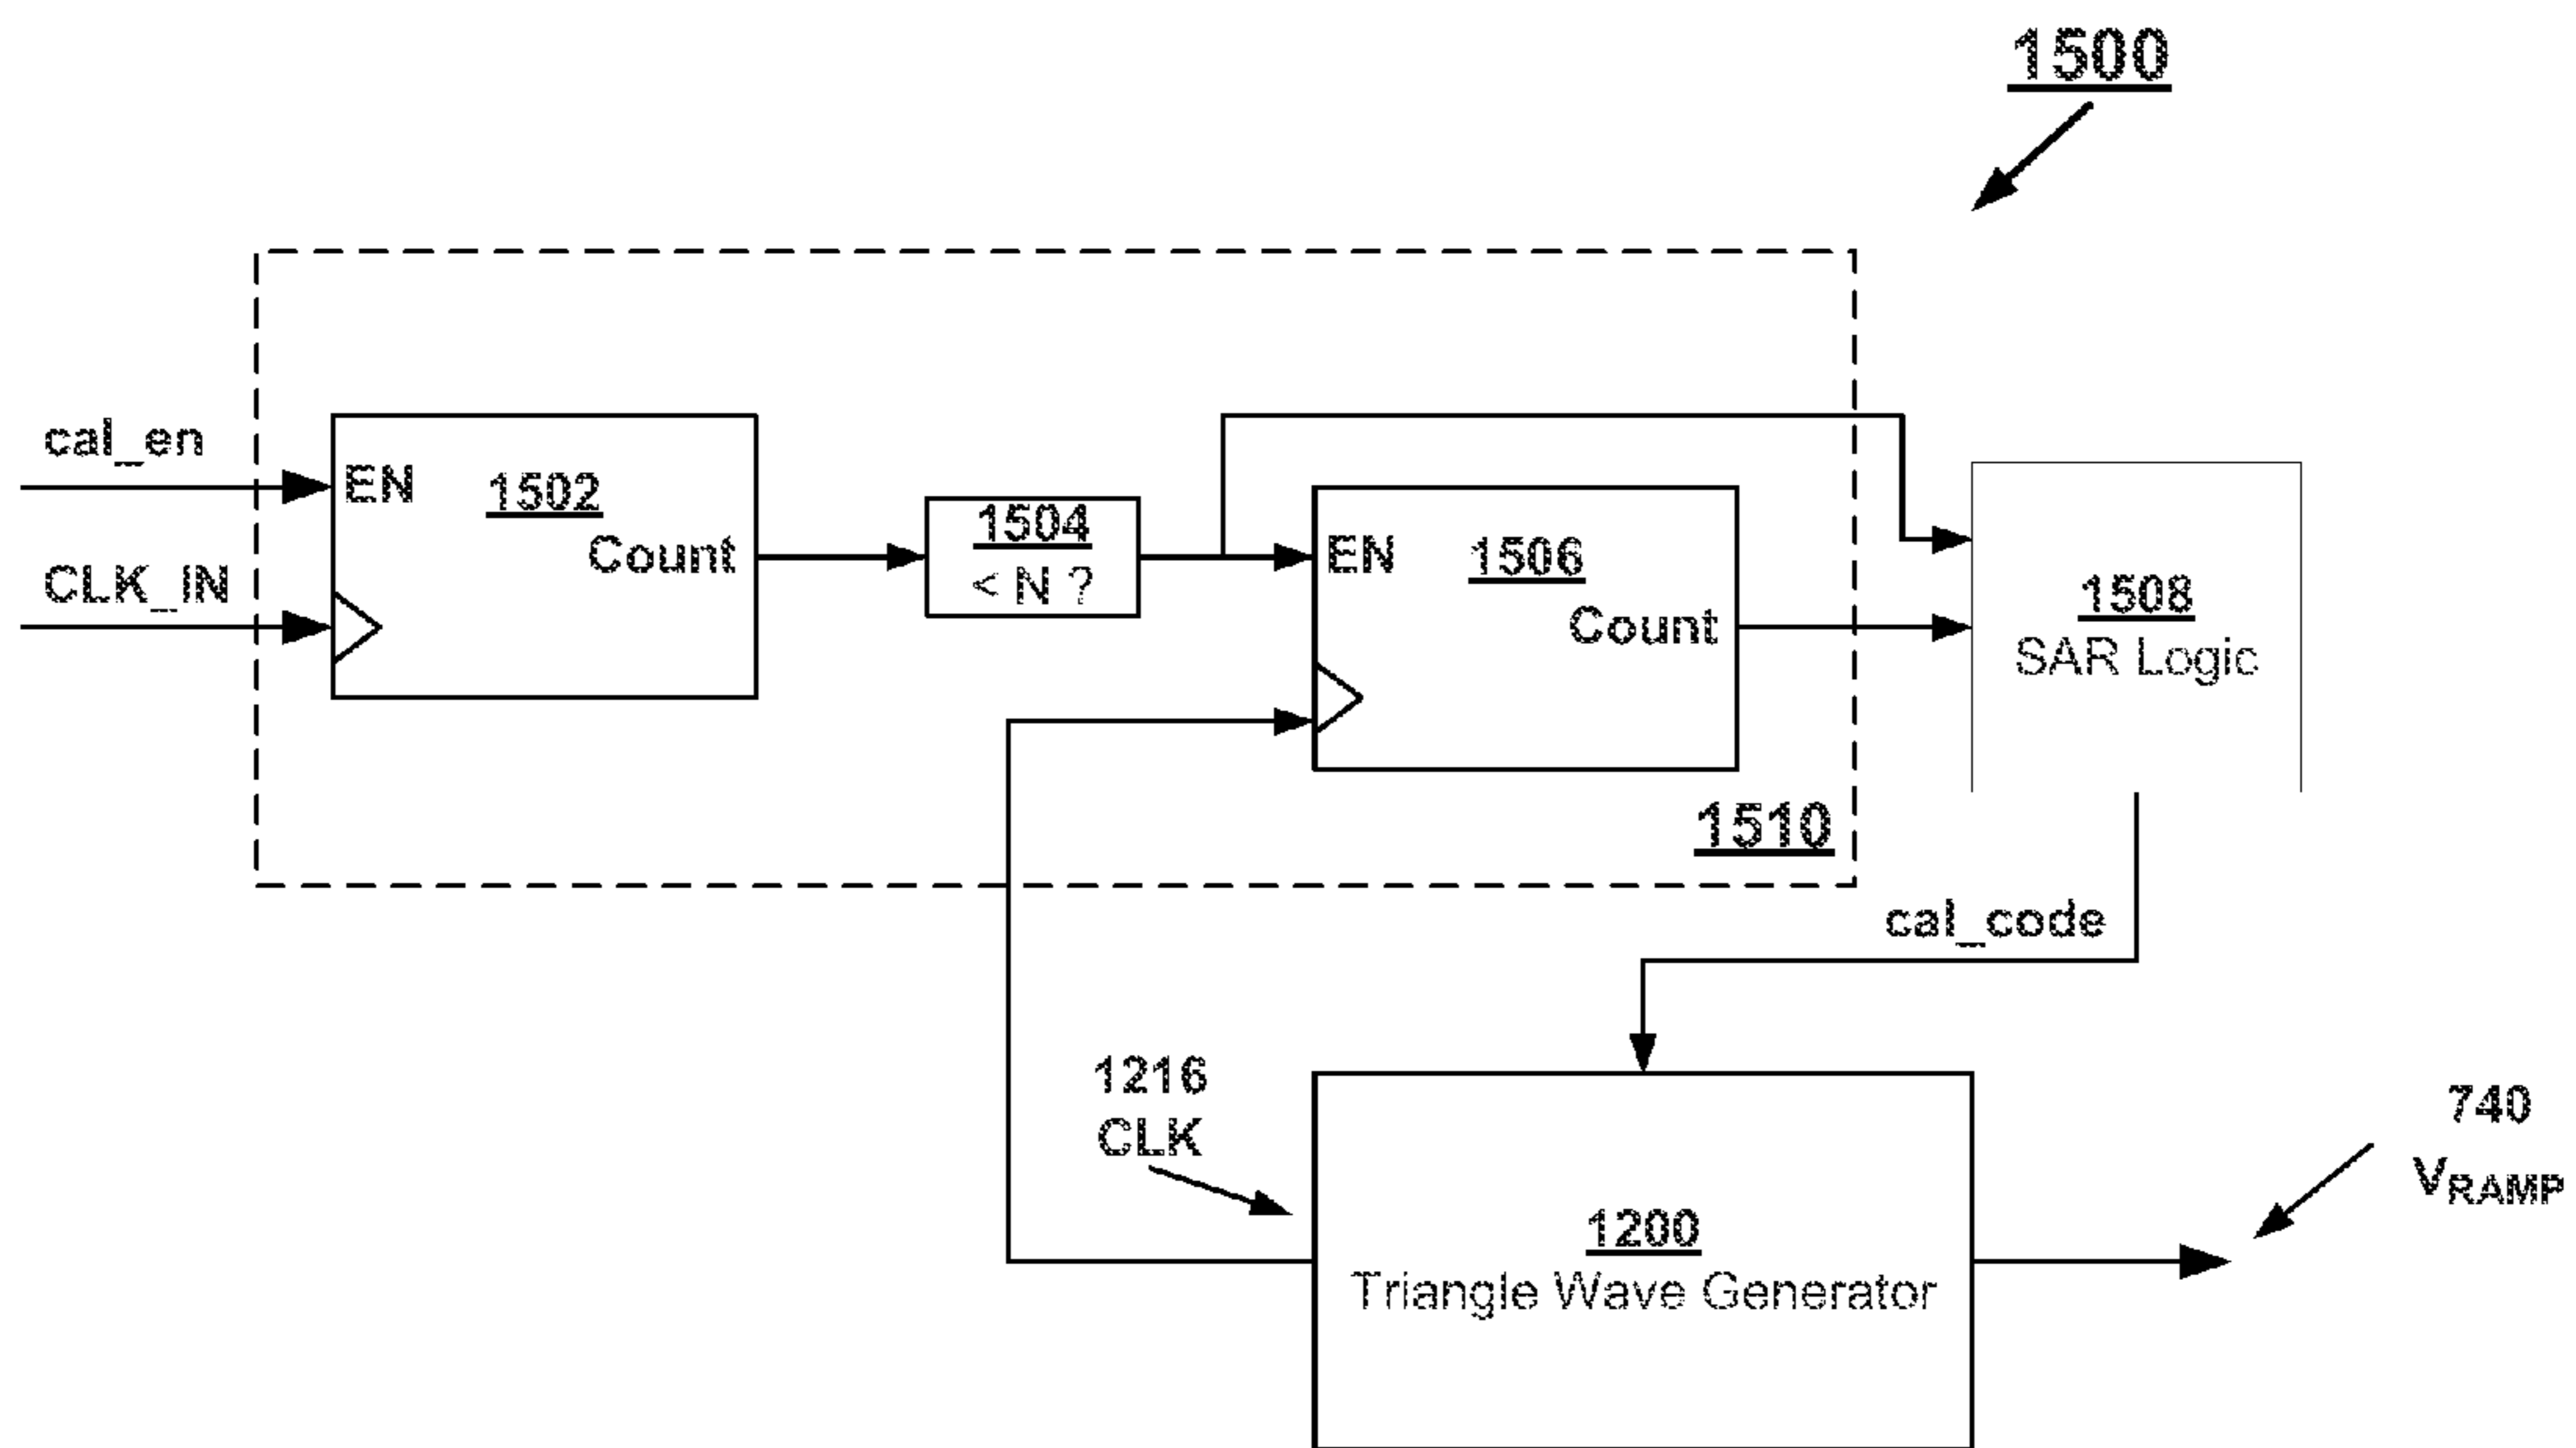 1500
cal_en
CLK_IN
EN
1502
Count
1504
< N ?
EN
1506
Count
1508
SAR Logic
1510
cal_code
1216
CLK
1200
Triangle Wave Generator
740
VRAMP